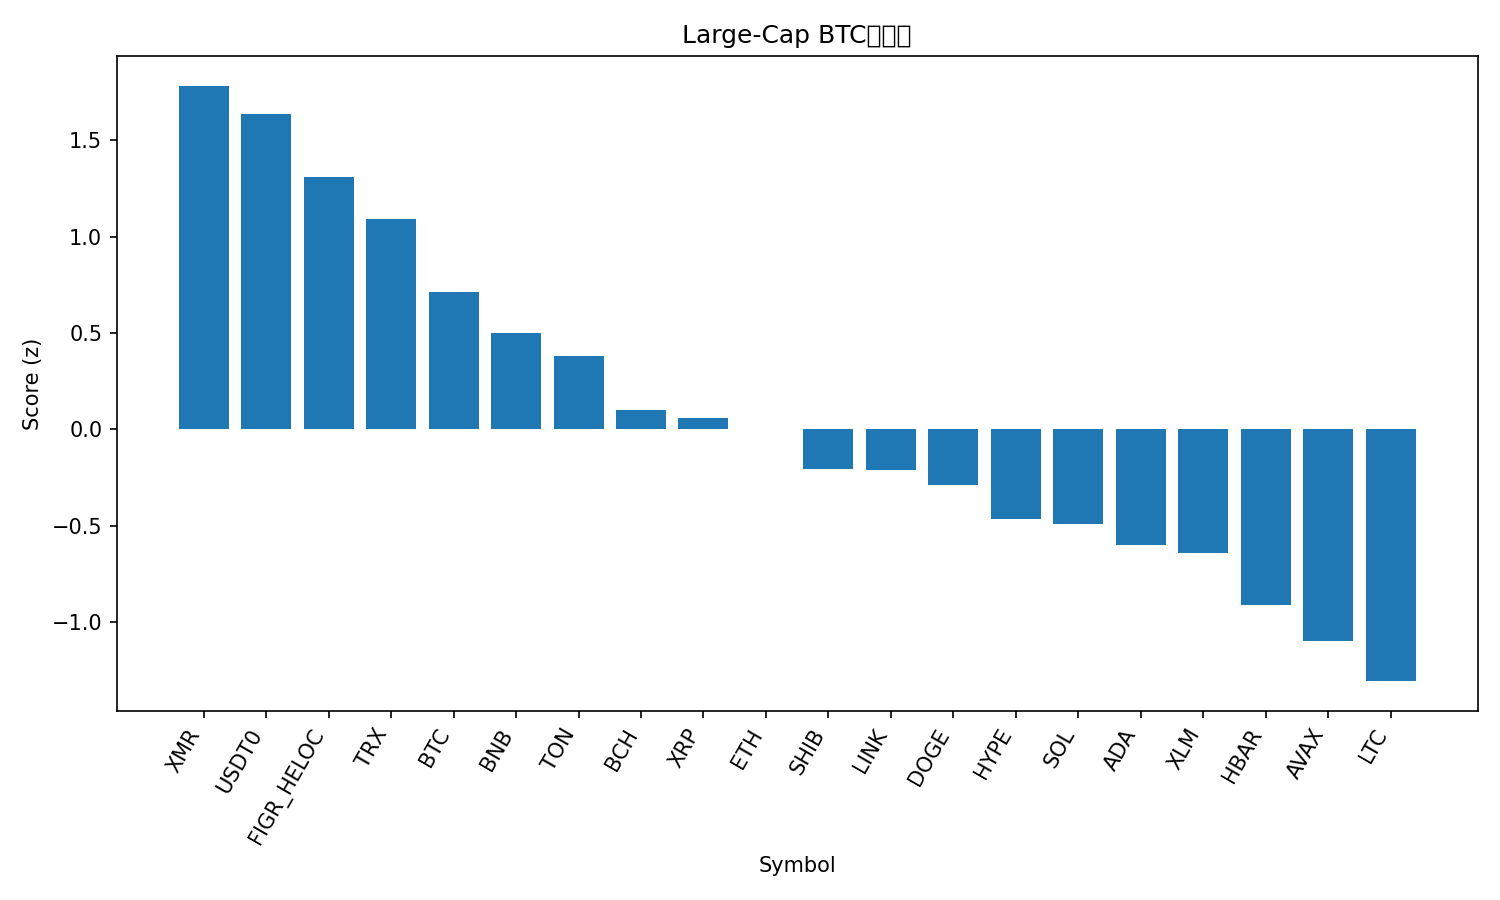 Large-Cap BTC
Score (z)
1.5
1.0
0.5
0.0
−0.5
−1.0
XMR
USDT0
FIGR_HELOC
TRX
BTC
BNB
TON
BCH
XRP
ETH
SHIB
LINK
DOGE
HYPE
SOL
ADA
XLM
HBAR
AVAX
LTC
Symbol